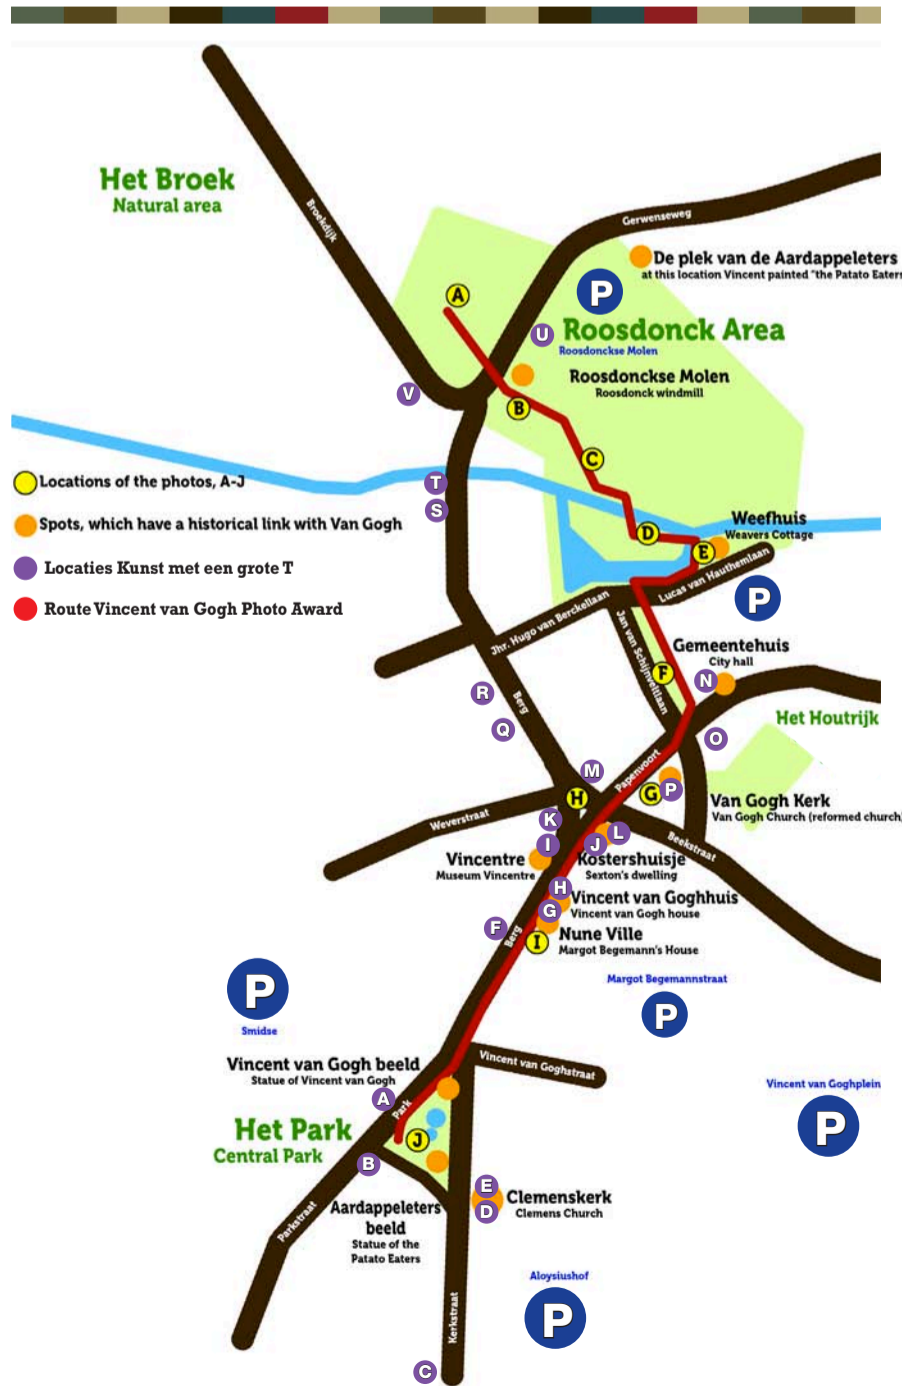 Het Broek
Natural area
Broekdijk
Gerwenseweg
De plek van de Aardappeleters
at this location Vincent painted "the Patato Eaters
P
A
U
Roosdonck Area
Roosdonckse Molen
Roosdonckse Molen
Roosdonck windmill
V
B
C
T
S
Locations of the photos, A-J
Spots, which have a historical link with Van Gogh
Locaties Kunst met een grote T
Route Vincent van Gogh Photo Award
D
E
Weefhuis
Weavers Cottage
Lucas van Hauthemlaan
P
Jhr. Hugo van Berckellaan
Jan van Schijnveltlaan
Gemeentehuis
City hall
F
N
R
Berg
Q
O
Het Houtrijk
M
Papenvoort
H
G
P
Van Gogh Kerk
Van Gogh Church (reformed church)
Weverstraat
K
I
J
L
Beekstraat
Vincentre
Museum Vincentre
Kostershuisje
Sexton's dwelling
H
Vincent van Goghhuis
Vincent van Gogh house
G
F
Berg
I
Nune Ville
Margot Begemann's House
P
Smidse
Margot Begemannstraat
P
Vincent van Gogh beeld
Statue of Vincent van Gogh
Vincent van Goghstraat
Vincent van Goghplein
P
A
Park
Het Park
Central Park
J
B
E
D
Clemenskerk
Clemens Church
Parkstraat
Aardappeleters
beeld
Statue of the
Patato Eaters
Aloysiushof
P
Kerkstraat
C